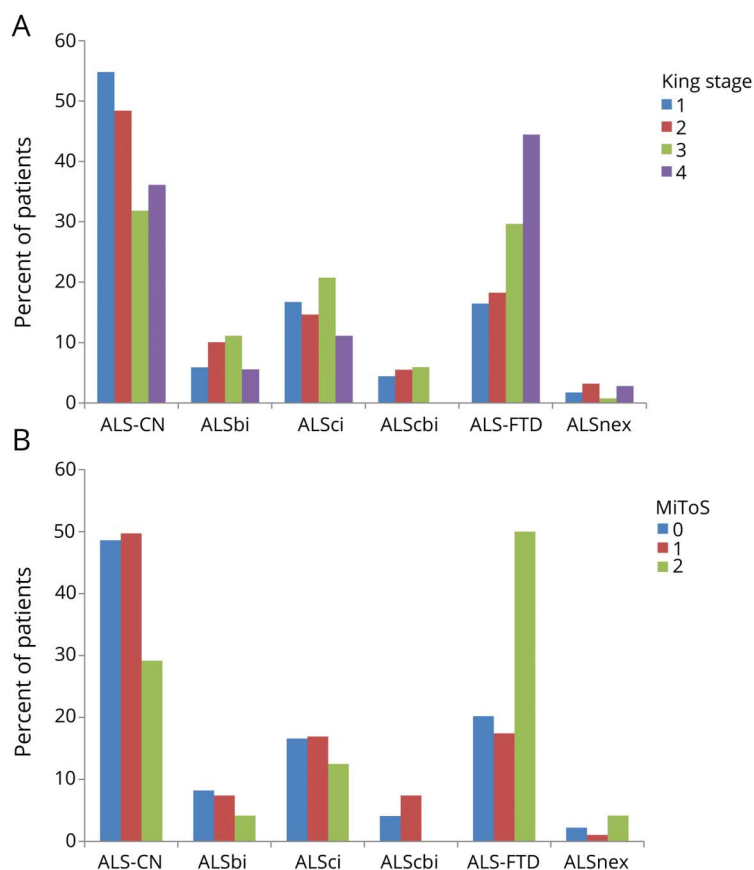 A
60
50
40
30
20
10
0
Percent of patients
King stage
1
2
3
4
ALS-CN ALSbi ALSci ALScbi ALS-FTD ALSnex
B
60
50
40
30
20
10
0
Percent of patients
MiToS
0
1
2
ALS-CN ALSbi ALSci ALScbi ALS-FTD ALSnex